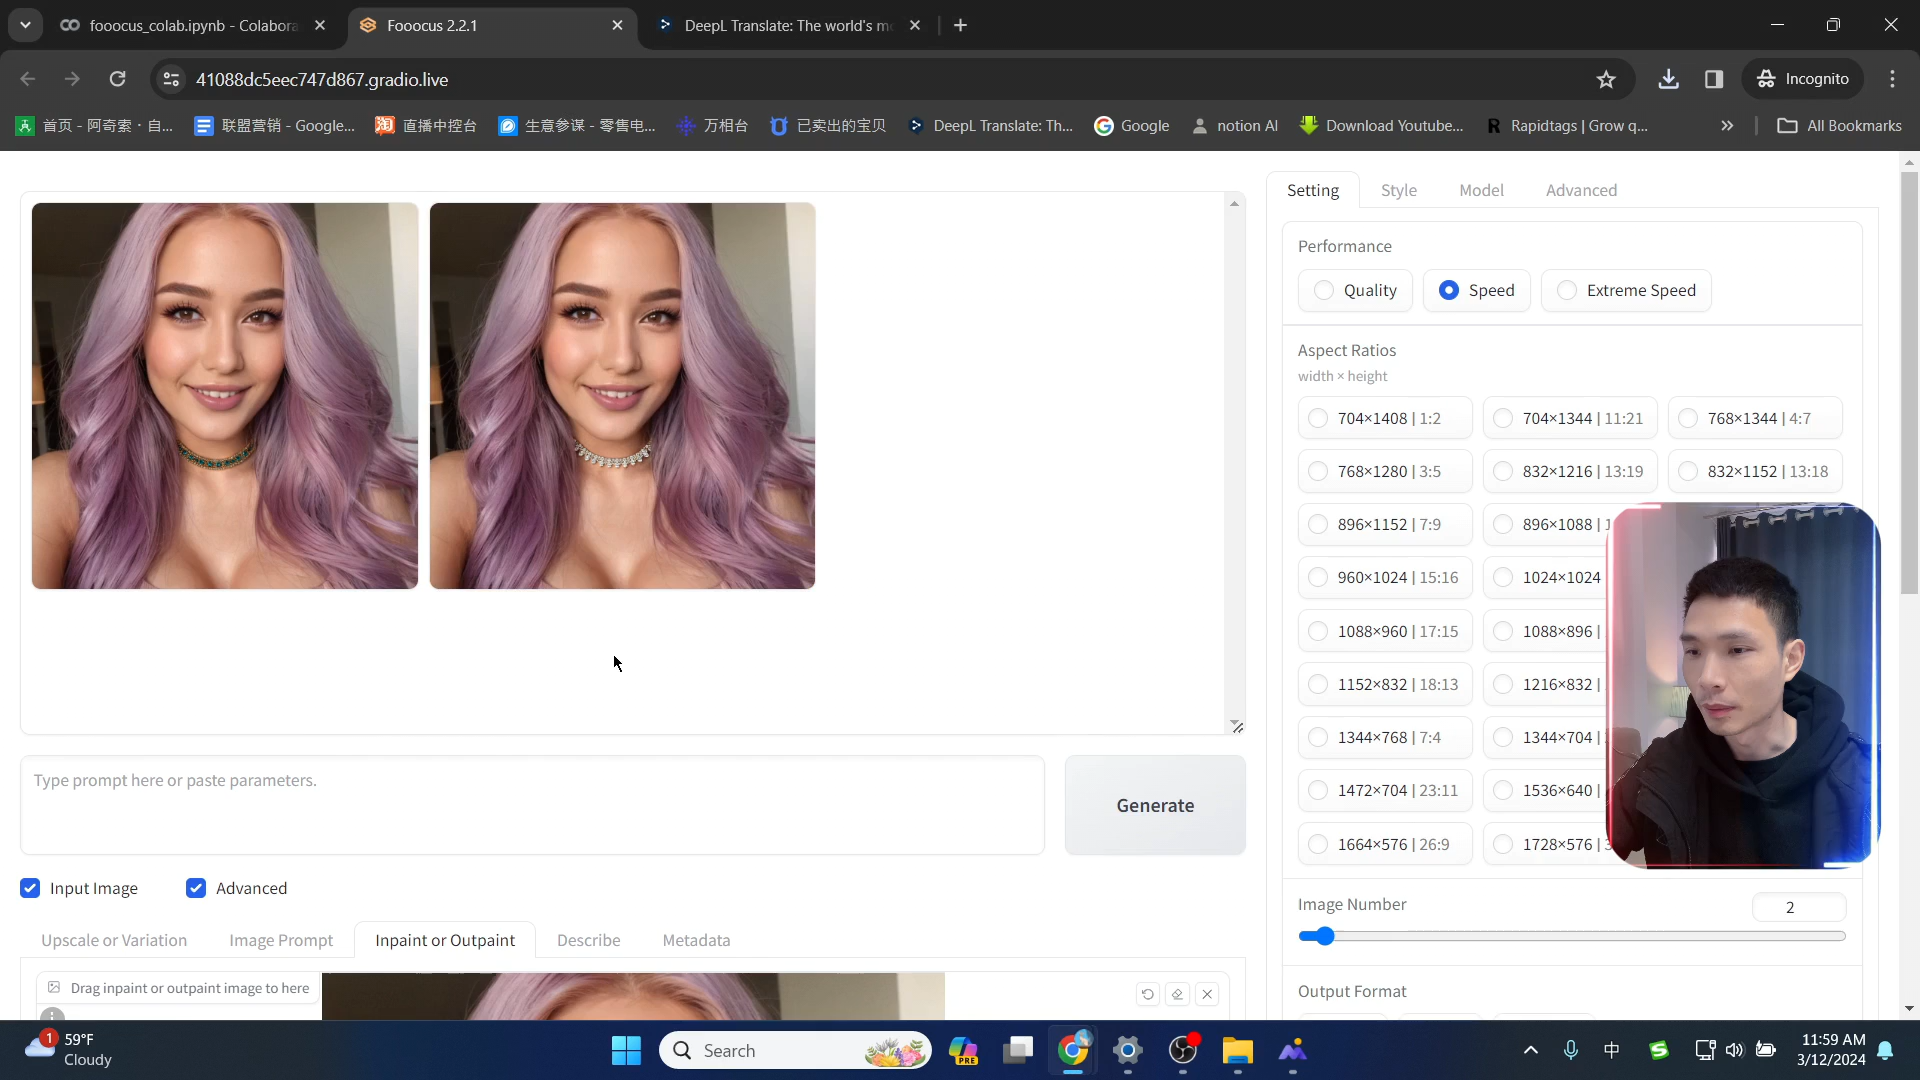 fooocus_colab.ipynb - Colabora
Fooocus 2.2.1
DeepL Translate: The world's m
41088dc5eec747d867.gradio.live
Incognito
首页 - 阿奇索・自...
联盟营销 - Google...
直播中控台
生意参谋 - 零售电...
万相台
已卖出的宝贝
DeepL Translate: Th...
Google
notion AI
Download Youtube...
Rapidtags | Grow q...
All Bookmarks
Setting
Style
Model
Advanced
Performance
Quality
Speed
Extreme Speed
Aspect Ratios
width × height
704×1408 | 1:2
704×1344 | 11:21
768×1344 | 4:7
768×1280 | 3:5
832×1216 | 13:19
832×1152 | 13:18
896×1152 | 7:9
896×1088 | 1
960×1024 | 15:16
1024×1024
1088×960 | 17:15
1088×896 |
1152×832 | 18:13
1216×832 |
1344×768 | 7:4
1344×704 |
1472×704 | 23:11
1536×640 |
1664×576 | 26:9
1728×576 | 3
Image Number
2
Output Format
Type prompt here or paste parameters.
Generate
Input Image
Advanced
Upscale or Variation
Image Prompt
Inpaint or Outpaint
Describe
Metadata
Drag inpaint or outpaint image to here
1
59°F
Cloudy
Search
PRE
中
11:59 AM
3/12/2024